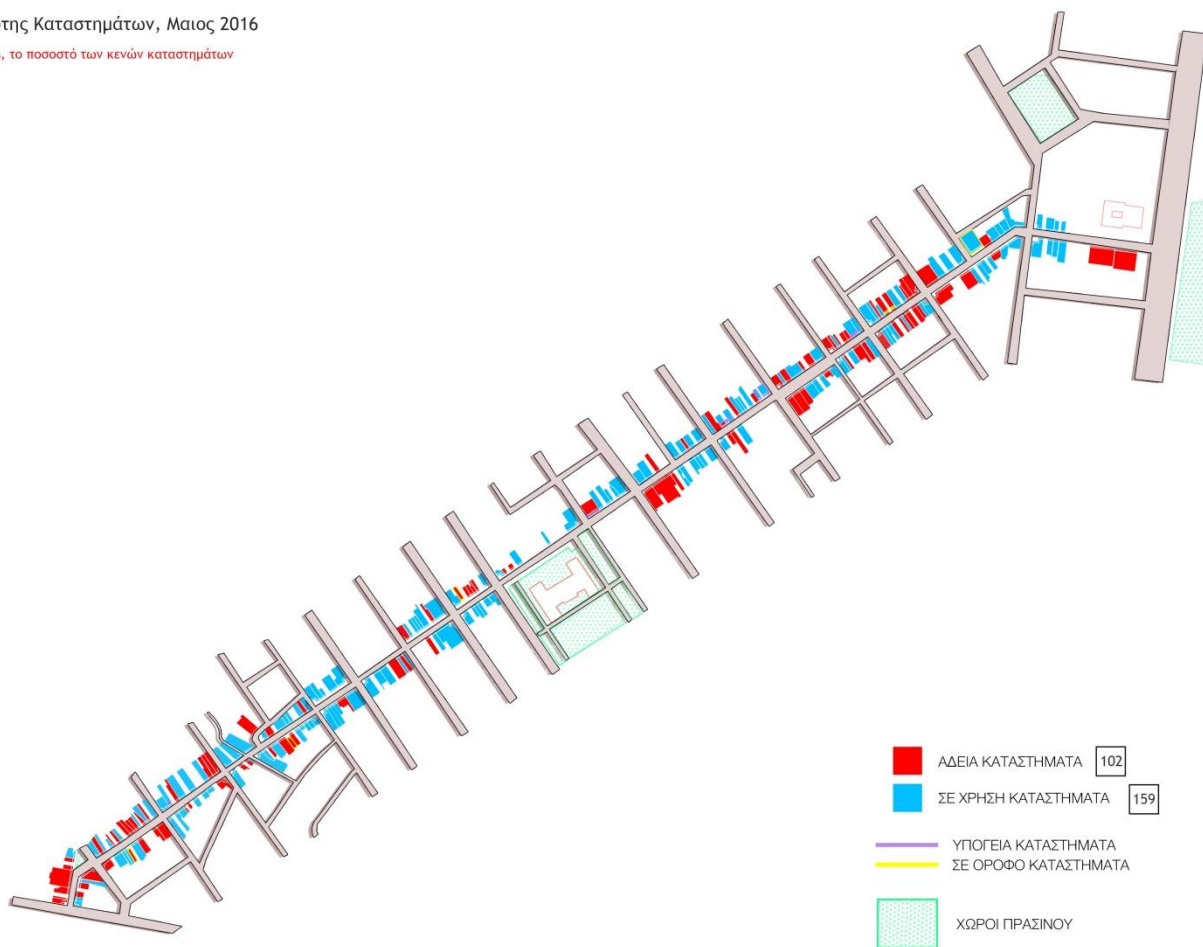 Καταστημάτων, Μαιος 2016
το ποσοστό των κενών καταστημάτων
ΑΔΕΙΑ ΚΑΤΑΣΤΗΜΑΤΑ 102
ΣΕ ΧΡΗΣΗ ΚΑΤΑΣΤΗΜΑΤΑ 159
ΥΠΟΓΕΙΑ ΚΑΤΑΣΤΗΜΑΤΑ
ΣΕ ΟΡΟΦΟ ΚΑΤΑΣΤΗΜΑΤΑ
ΧΩΡΟΙ ΠΡΑΣΙΝΟΥ